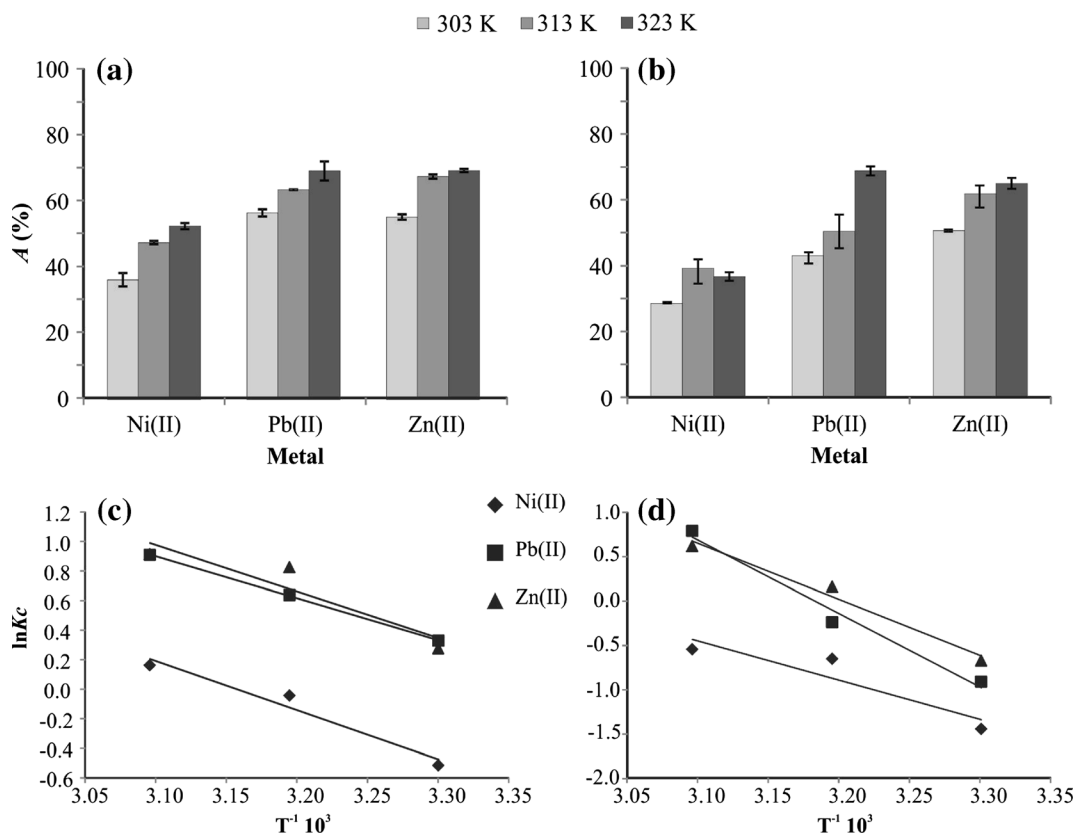 303 K 313 K 323 K
(a)
100
80
60
40
20
0
A (%)
Ni(II) Pb(II) Zn(II)
Metal
(b)
100
80
60
40
20
0
Ni(II) Pb(II) Zn(II)
Metal
(c)
1.2
1.0
0.8
0.6
0.4
0.2
0.0
-0.2
-0.4
-0.6
lnKc
3.05 3.10 3.15 3.20 3.25 3.30 3.35
T⁻¹ 10³
Ni(II)
Pb(II)
Zn(II)
(d)
1.0
0.5
0.0
-0.5
-1.0
-1.5
-2.0
3.05 3.10 3.15 3.20 3.25 3.30 3.35
T⁻¹ 10³